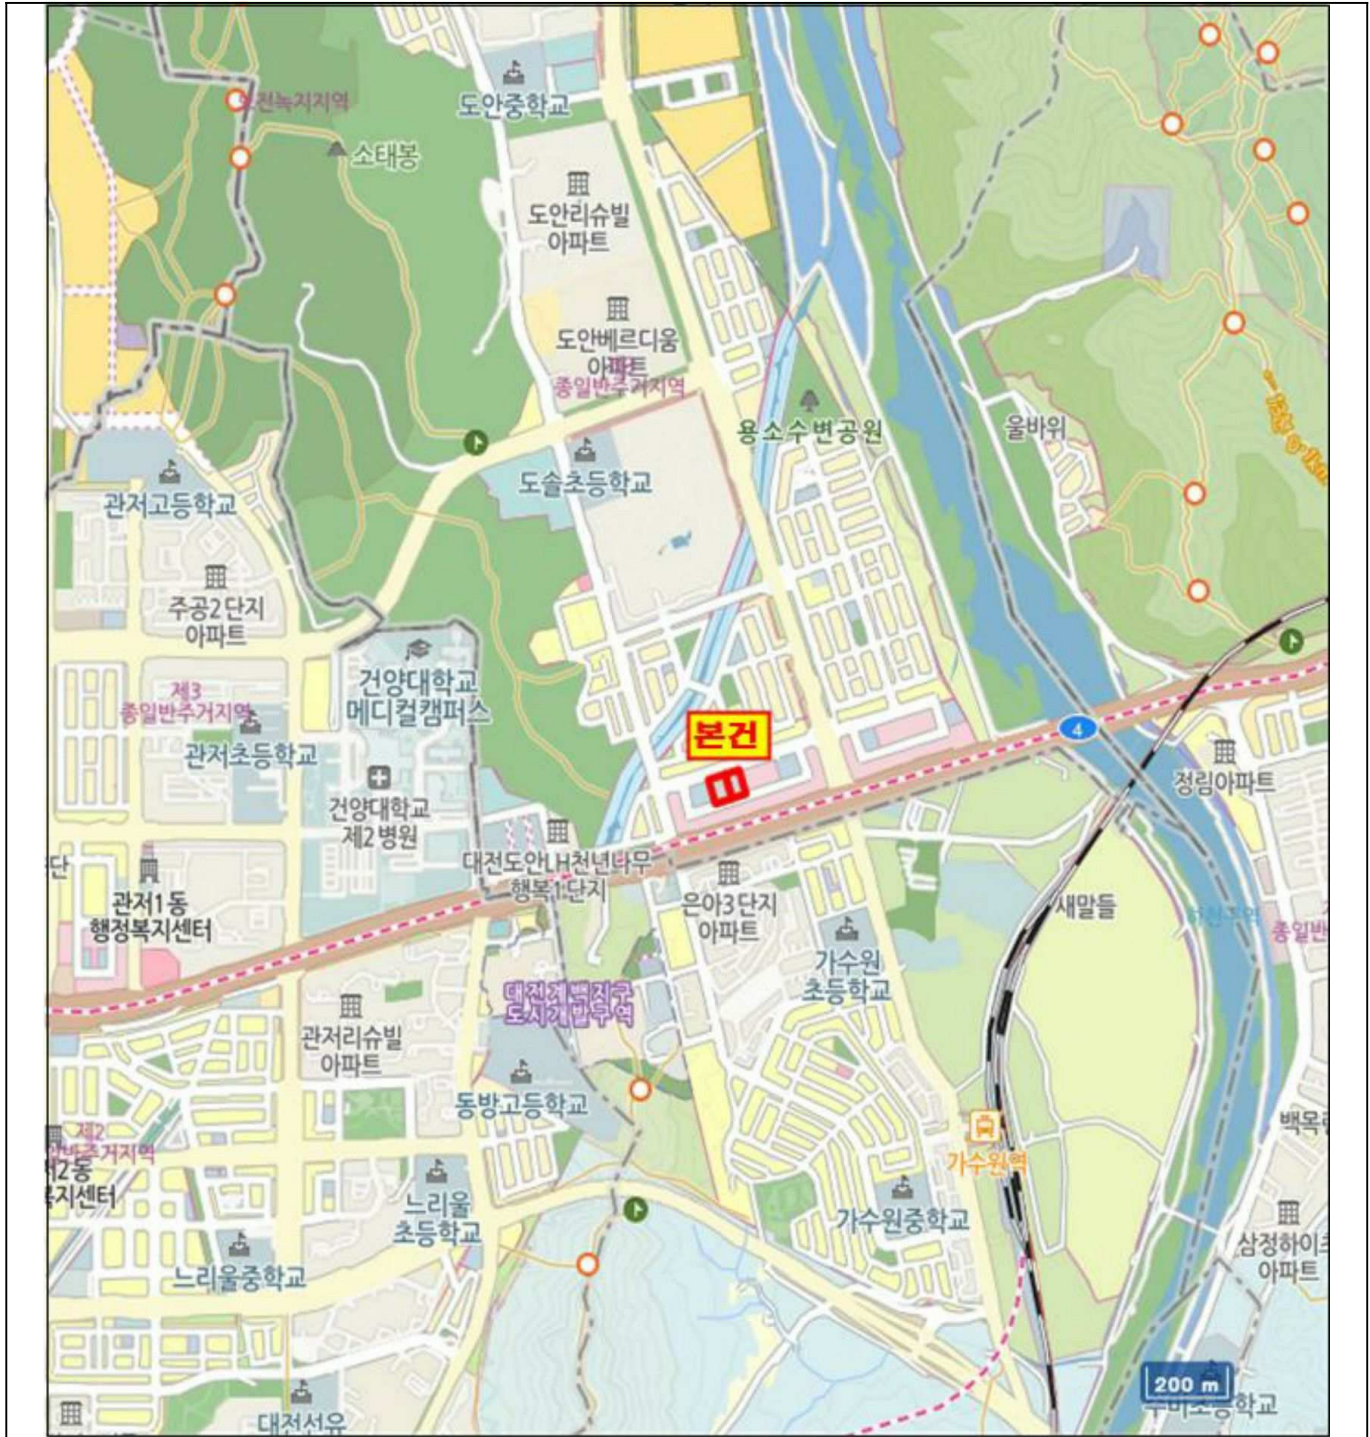 도안중학교
소태봉
도안리슈빌
아파트
도안베르디움
아파트
종일반주거지역
용소수변공원
울바위
도솔초등학교
관저고등학교
주공2단지
아파트
건양대학교
메디컬캠퍼스
제3
종일반주거지역
관저초등학교
본건
4
정림아파트
건양대학교
제2병원
대전도안LH천년나무
행복1단지
단
관저1동
행정복지센터
은아3단지
아파트
새말들
종일반
가수원
초등학교
대전계백지구
도시개발구역
관저리슈빌
아파트
동방고등학교
제2
일반주거지역
2동
복지센터
가수원역
백목련
느리울
초등학교
가수원중학교
느리울중학교
삼정하이츠
아파트
200 m
대전선유